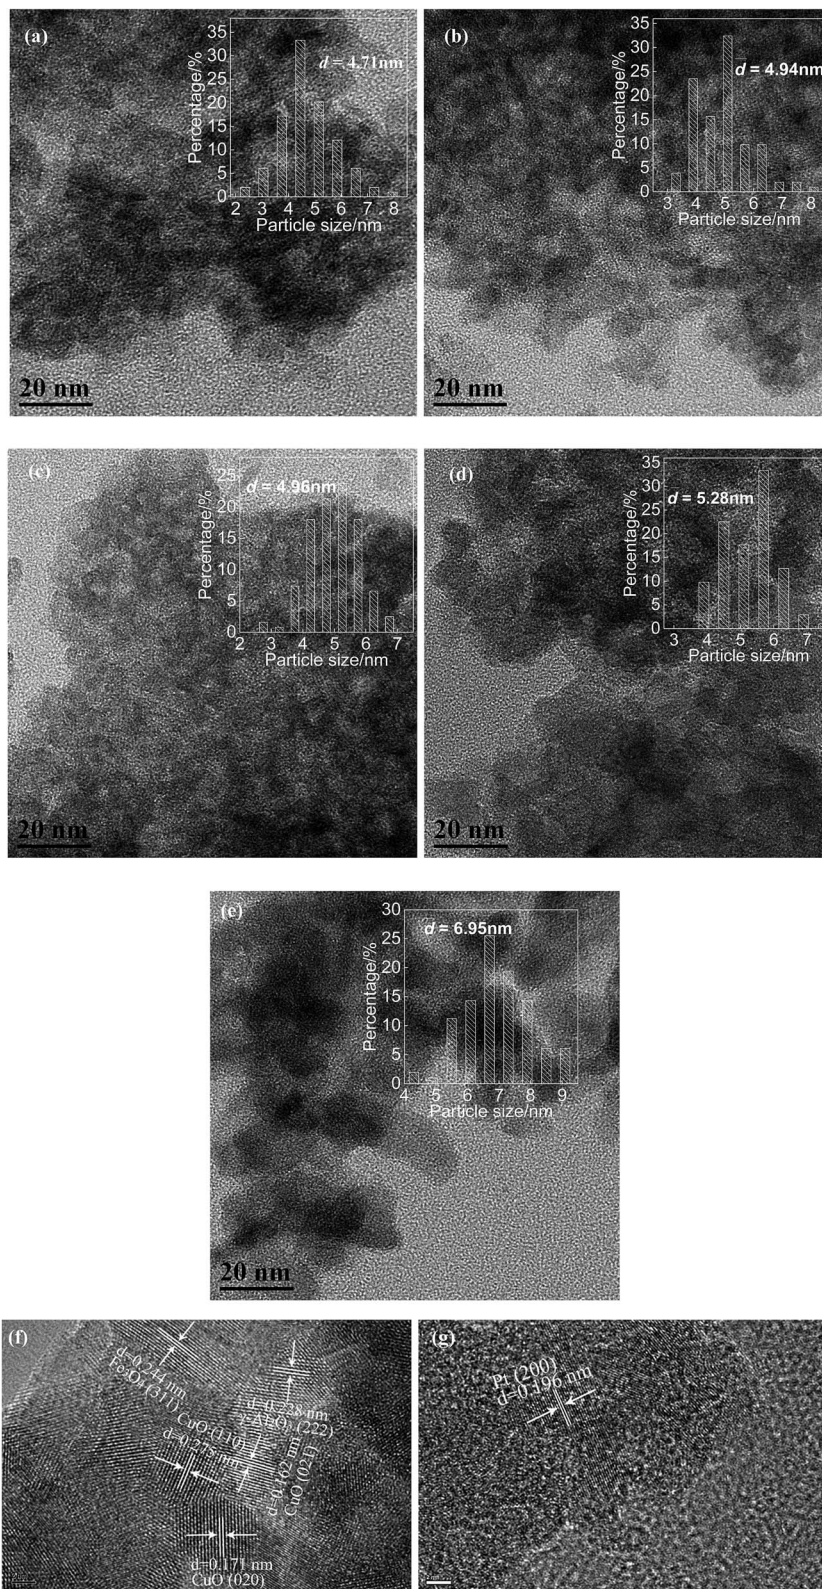 (a)
d = 4.71nm
Percentage/%
35
30
25
20
15
10
5
0
2 3 4 5 6 7 8
Particle size/nm
20 nm
(b)
d = 4.94nm
Percentage/%
35
30
25
20
15
10
5
0
3 4 5 6 7 8
Particle size/nm
20 nm
(c)
d = 4.96nm
Percentage/%
25
20
15
10
5
0
2 3 4 5 6 7
Particle size/nm
20 nm
(d)
d = 5.28nm
Percentage/%
35
30
25
20
15
10
5
0
3 4 5 6 7
Particle size/nm
20 nm
(e)
d = 6.95nm
Percentage/%
30
25
20
15
10
5
0
4 5 6 7 8 9
Particle size/nm
20 nm
(f)
d=0.244 nm
Fe₃O₄ (311)
CuO (110)
d=0.275 nm
d=0.228 nm
γ-Al₂O₃ (222)
d=0.162 nm
CuO (021)
d=0.171 nm
CuO (020)
(g)
Pt (200)
d=0.196 nm